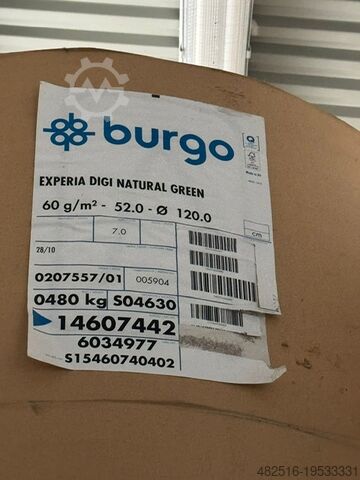 burgo
EXPERIA DIGI NATURAL GREEN
60 g/m² - 52.0 - Ø 120.0
7.0
cm
28/10
0207557/01
005904
0480 kg S04630
14607442
6034977
S15460740402
482516-19533331